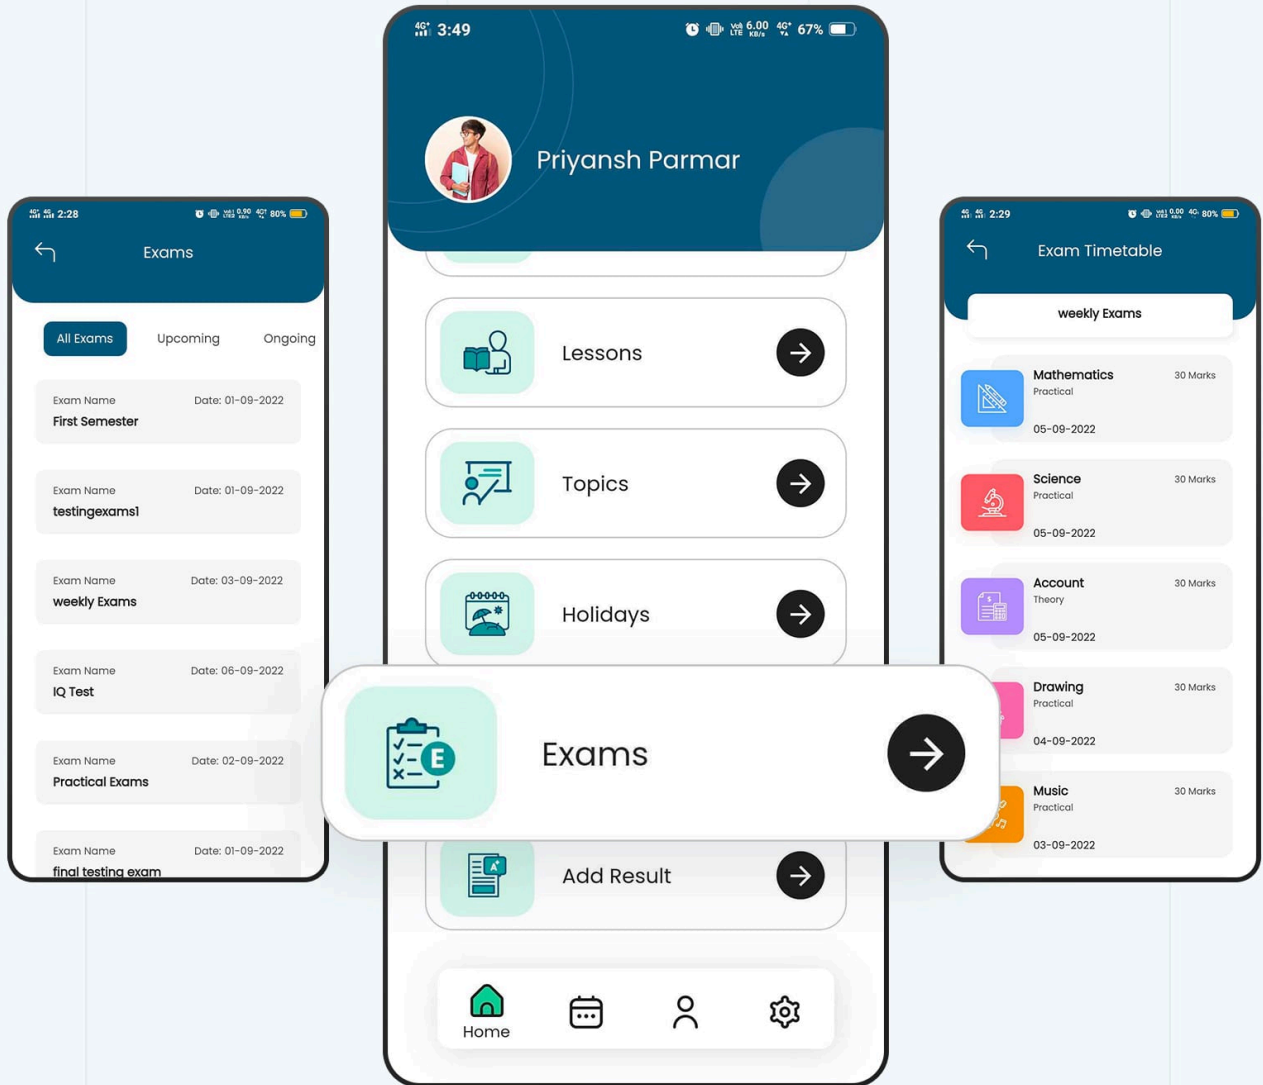 3:49
6.00
KB/s
67%
Priyansh Parmar
Lessons
Topics
Holidays
Exams
Add Result
Home
2:28
0.90
80%
Exams
All Exams
Upcoming
Ongoing
Exam Name
Date: 01-09-2022
First Semester
Exam Name
Date: 01-09-2022
testingexams1
Exam Name
Date: 03-09-2022
weekly Exams
Exam Name
Date: 06-09-2022
IQ Test
Exam Name
Date: 02-09-2022
Practical Exams
Exam Name
Date: 01-09-2022
final testing exam
2:29
0.00
80%
Exam Timetable
weekly Exams
Mathematics
30 Marks
Practical
05-09-2022
Science
30 Marks
Practical
05-09-2022
Account
30 Marks
Theory
05-09-2022
Drawing
30 Marks
Practical
04-09-2022
Music
30 Marks
Practical
03-09-2022